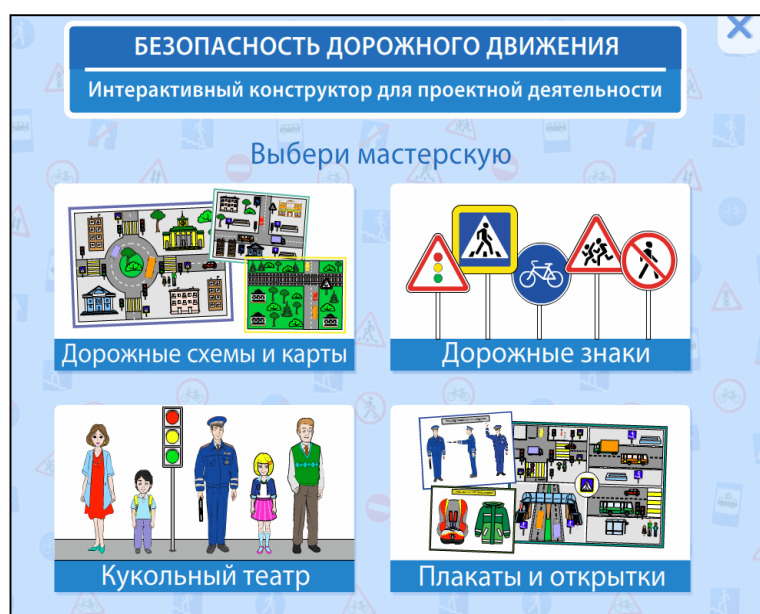 БЕЗОПАСНОСТЬ ДОРОЖНОГО ДВИЖЕНИЯ
Интерактивный конструктор для проектной деятельности
Выбери мастерскую
Дорожные схемы и карты
Дорожные знаки
Кукольный театр
Плакаты и открытки